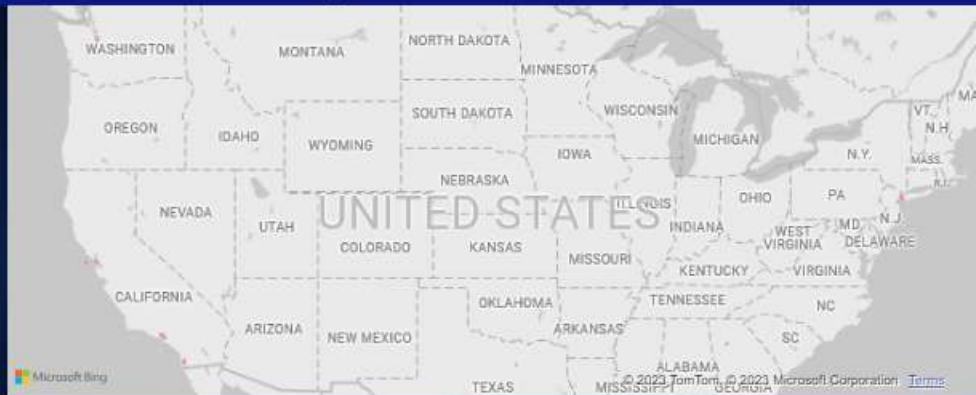 WASHINGTON
MONTANA
NORTH DAKOTA
MINNESOTA
OREGON
IDAHO
SOUTH DAKOTA
WISCONSIN
MICHIGAN
VT.
N.H.
MA
WYOMING
IOWA
N.Y.
MASS.
R.I.
NEBRASKA
NEVADA
UTAH
UNITED STATES
ILLINOIS
INDIANA
OHIO
PA
N.J.
COLORADO
KANSAS
MISSOURI
WEST
VIRGINIA
MD
DELAWARE
KENTUCKY
VIRGINIA
CALIFORNIA
ARIZONA
NEW MEXICO
OKLAHOMA
ARKANSAS
TENNESSEE
NC
SC
ALABAMA
TEXAS
MISSISSIPPI
GEORGIA
Microsoft Bing
© 2023 TomTom, © 2023 Microsoft Corporation Terms